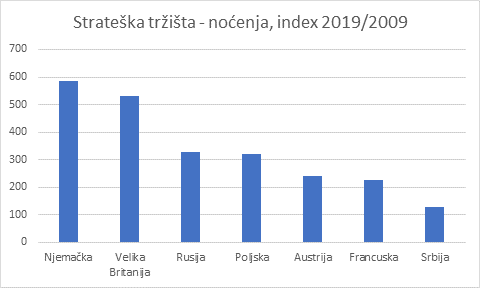 Strateška tržišta - noćenja, index 2019/2009
700
600
500
400
300
200
100
0
Njemačka
Velika
Britanija
Rusija
Poljska
Austrija
Francuska
Srbija